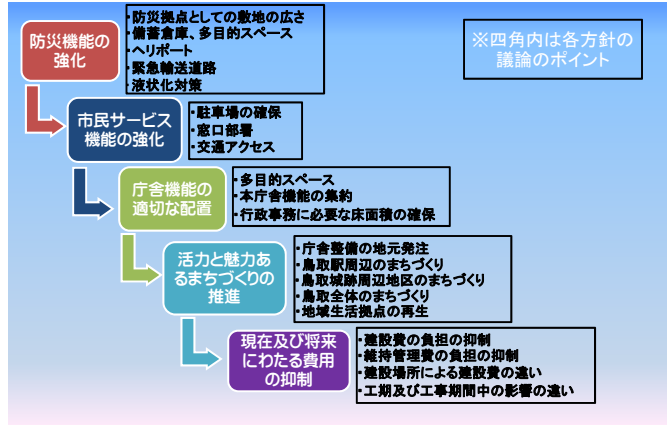 防災機能の
強化
・防災拠点としての敷地の広さ
・備蓄倉庫、多目的スペース
・ヘリポート
・緊急輸送道路
・液状化対策
※四角内は各方針の
議論のポイント
市民サービス
機能の強化
・駐車場の確保
・窓口部署
・交通アクセス
庁舎機能の
適切な配置
・多目的スペース
・本庁舎機能の集約
・行政事務に必要な床面積の確保
活力と魅力あ
るまちづくりの
推進
・庁舎整備の地元発注
・鳥取駅周辺のまちづくり
・鳥取城跡周辺地区のまちづくり
・鳥取全体のまちづくり
・地域生活拠点の再生
現在及び将来
にわたる費用
の抑制
・建設費の負担の抑制
・維持管理費の負担の抑制
・建設場所による建設費の違い
・工期及び工事期間中の影響の違い